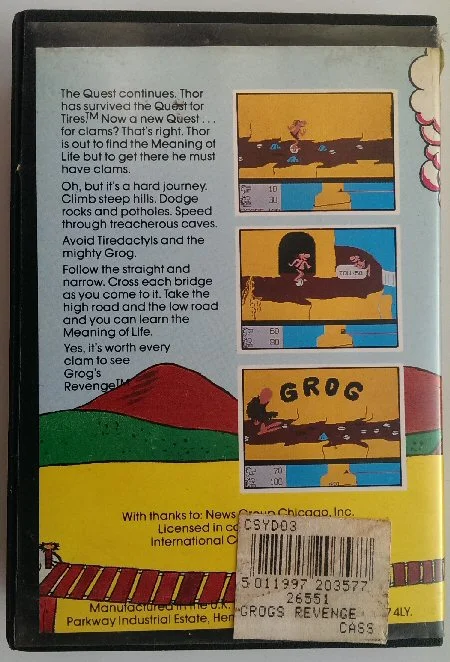 The Quest continues. Thor
has survived the Quest for
Tires™ Now a new Quest . . .
for clams? That's right. Thor
is out to find the Meaning of
Life but to get there he must
have clams.
Oh, but it's a hard journey.
Climb steep hills. Dodge
rocks and potholes. Speed
through treacherous caves.
Avoid Tiredactyls and the
mighty Grog.
Follow the straight and
narrow. Cross each bridge
as you come to it. Take the
high road and the low road
and you can learn the
Meaning of Life.
Yes, it's worth every
clam to see
Grog's
Revenge™
10
30
TOLL-50
50
90
GROG
70
100
With thanks to: News Group Chicago, Inc.
Licensed in
International
CSYD03
5 011997 203577
26551
GROGS REVENGE
CASS
Manufactured in the U.K.
Parkway Industrial Estate,
4LY.